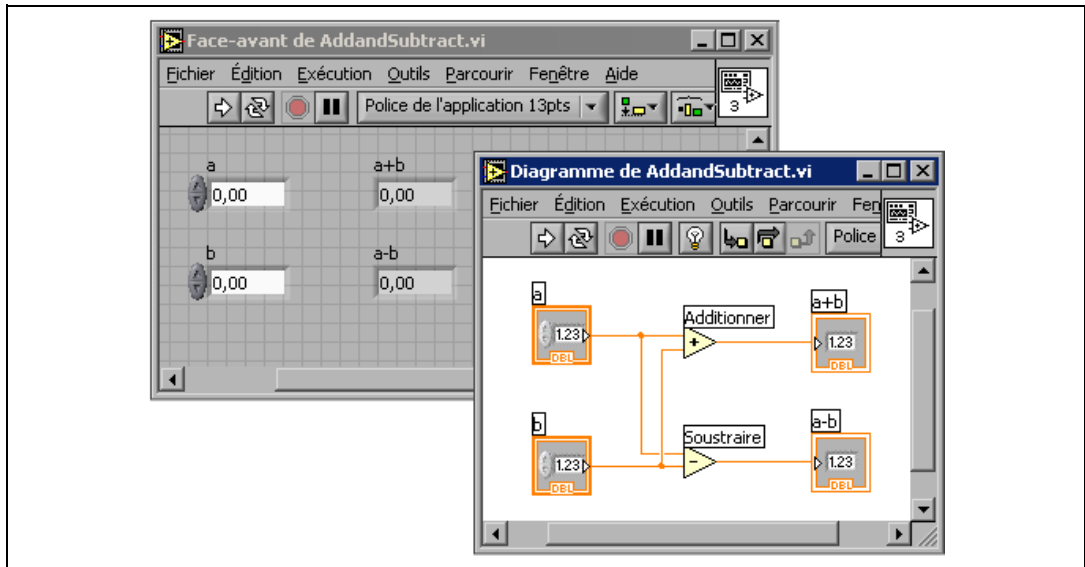 Face-avant de AddandSubtract.vi
Fichier Édition Exécution Outils Parcourir Fenêtre Aide
Police de l'application 13pts
3
a
0,00
a+b
0,00
b
0,00
a-b
0,00
Diagramme de AddandSubtract.vi
Fichier Édition Exécution Outils Parcourir Fen
Police
3
a
1.23
DBL
Additionner
+
a+b
1.23
DBL
b
1.23
DBL
Soustraire
-
a-b
1.23
DBL